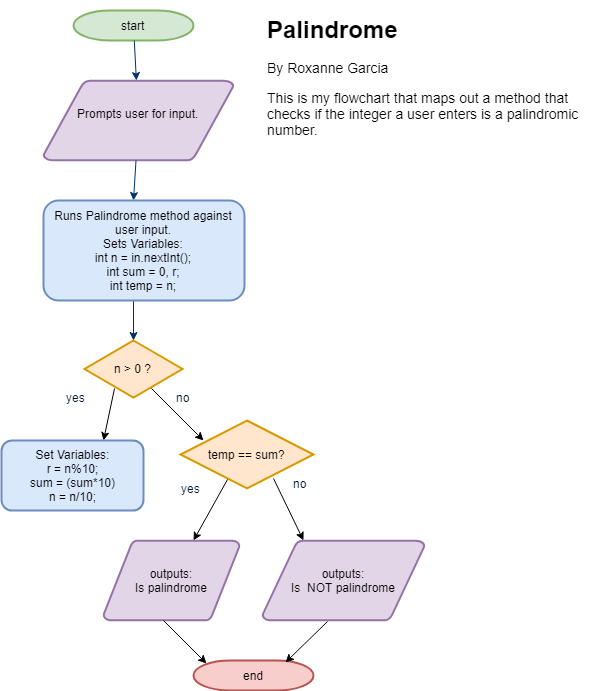 start
Palindrome
By Roxanne Garcia
This is my flowchart that maps out a method that
checks if the integer a user enters is a palindromic
number.
Prompts user for input.
Runs Palindrome method against
user input.
Sets Variables:
int n = in.nextInt();
int sum = 0, r;
int temp = n;
n > 0 ?
yes
no
Set Variables:
r = n%10;
sum = (sum*10)
n = n/10;
temp == sum?
yes
no
outputs:
Is palindrome
outputs:
Is NOT palindrome
end